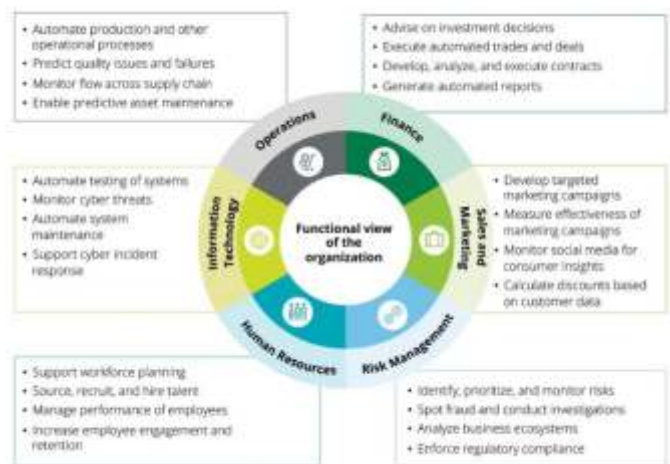 • Automate production and other
operational processes
• Predict quality issues and failures
• Monitor flow across supply chain
• Enable predictive asset maintenance
• Advise on investment decisions
• Execute automated trades and deals
• Develop, analyze, and execute contracts
• Generate automated reports
Operations
Finance
• Automate testing of systems
• Monitor cyber threats
• Automate system
maintenance
• Support cyber incident
response
Information
Technology
Functional view
of the
organization
Sales and
Marketing
• Develop targeted
marketing campaigns
• Measure effectiveness of
marketing campaigns
• Monitor social media for
consumer insights
• Calculate discounts based
on customer data
Human Resources
Risk Management
• Support workforce planning
• Source, recruit, and hire talent
• Manage performance of employees
• Increase employee engagement and
retention
• Identify, prioritize, and monitor risks
• Spot fraud and conduct investigations
• Analyze business ecosystems
• Enforce regulatory compliance